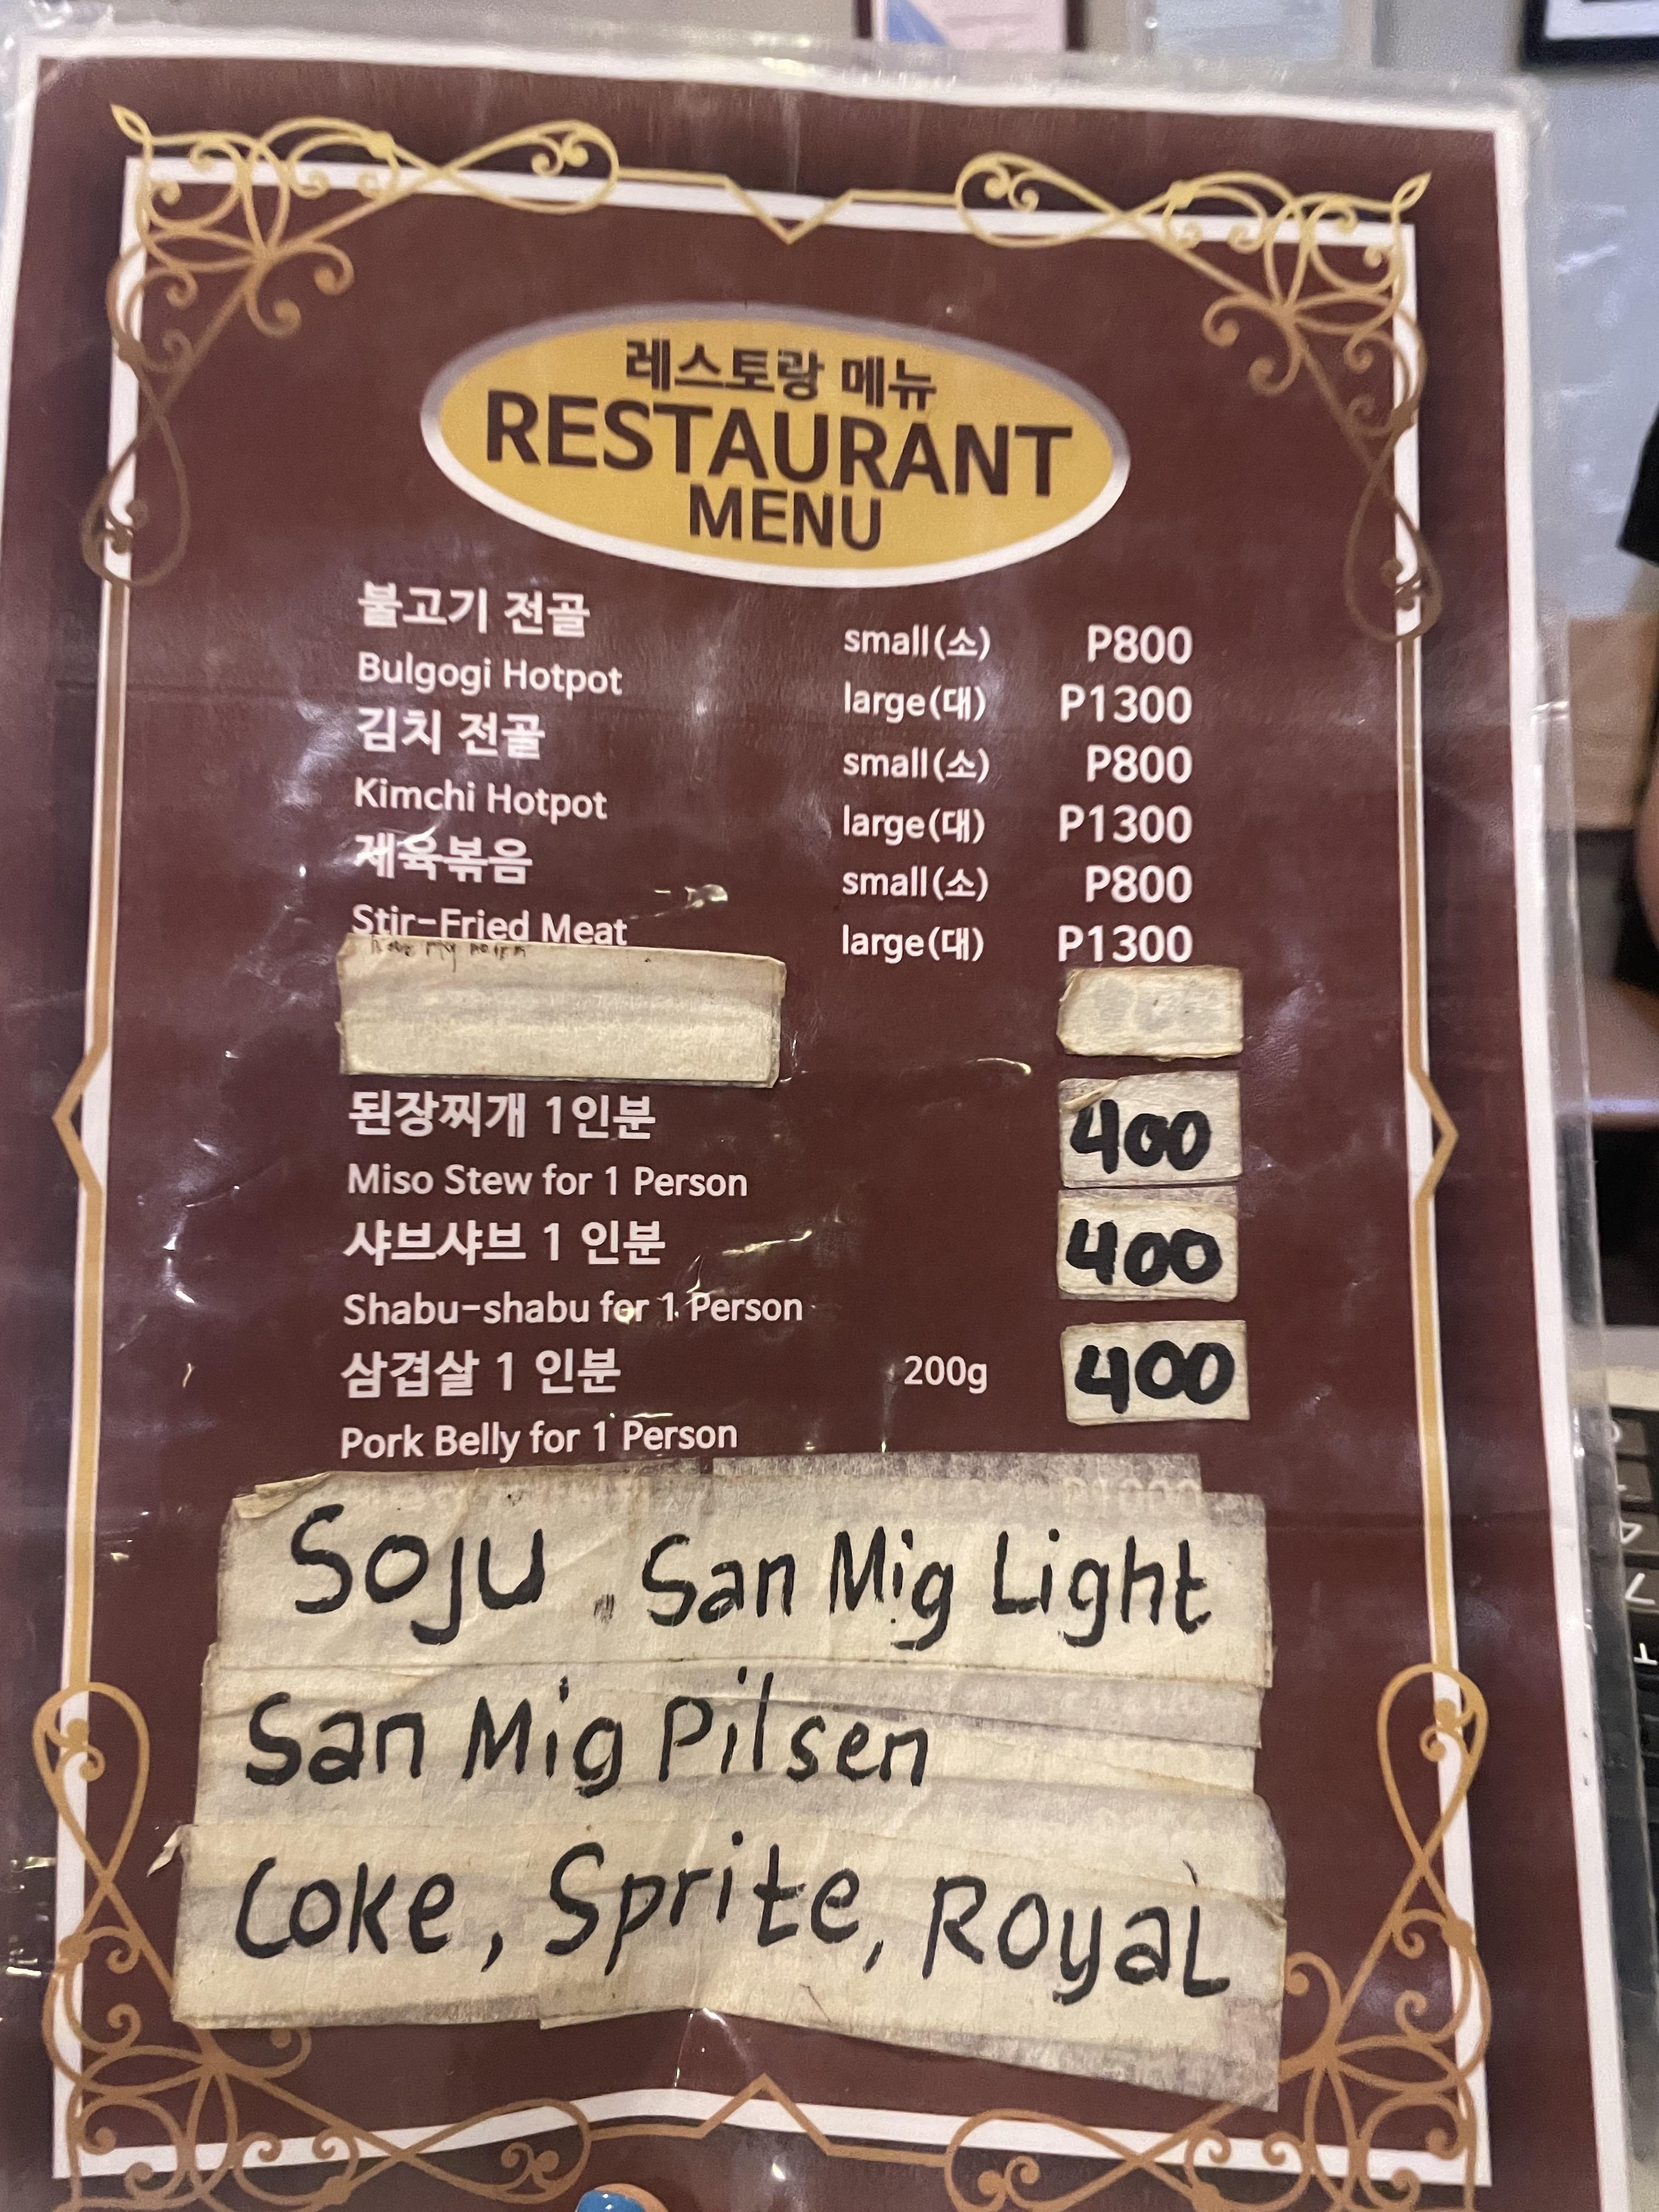 레스토랑 메뉴
RESTAURANT
MENU
불고기 전골
Bulgogi Hotpot
small(소) P800
large(대) P1300
김치 전골
Kimchi Hotpot
small(소) P800
large(대) P1300
제육볶음
Stir-Fried Meat
small(소) P800
large(대) P1300
된장찌개 1인분 400
Miso Stew for 1 Person
샤브샤브 1 인분 400
Shabu-shabu for 1 Person
삼겹살 1 인분 200g 400
Pork Belly for 1 Person
Soju . San Mig Light
San Mig Pilsen
Coke, Sprite, Royal